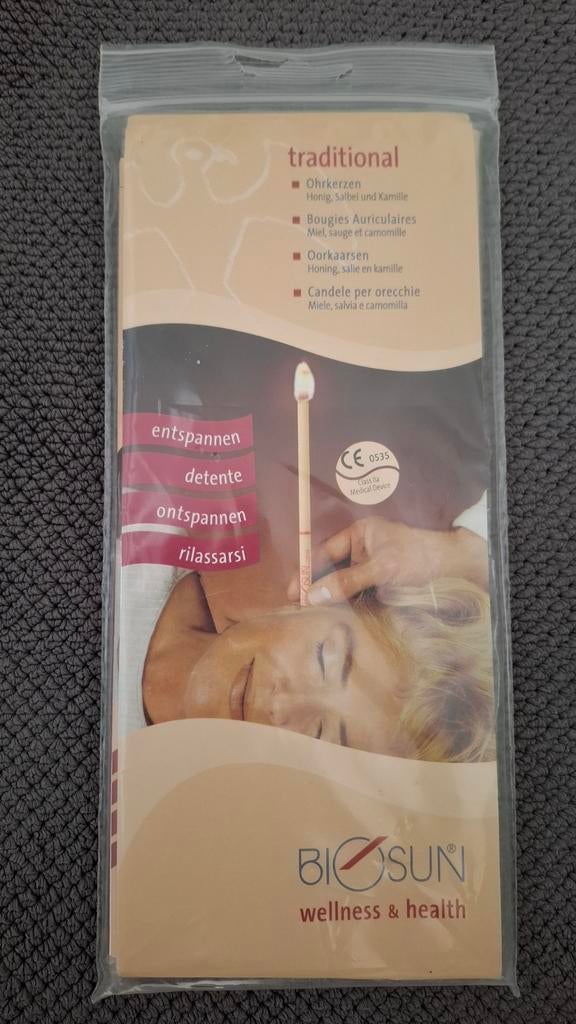 traditional
Ohrkerzen
Honig, Salbei und Kamille
Bougies Auriculaires
Miel, sauge et camomille
Oorkaarsen
Honing, salie en kamille
Candele per orecchie
Miele, salvia e camomilla
entspannen
detente
ontspannen
rilassarsi
CE 0535
Class IIa
Medical Device
BIOSUN
BIOSUN®
wellness & health